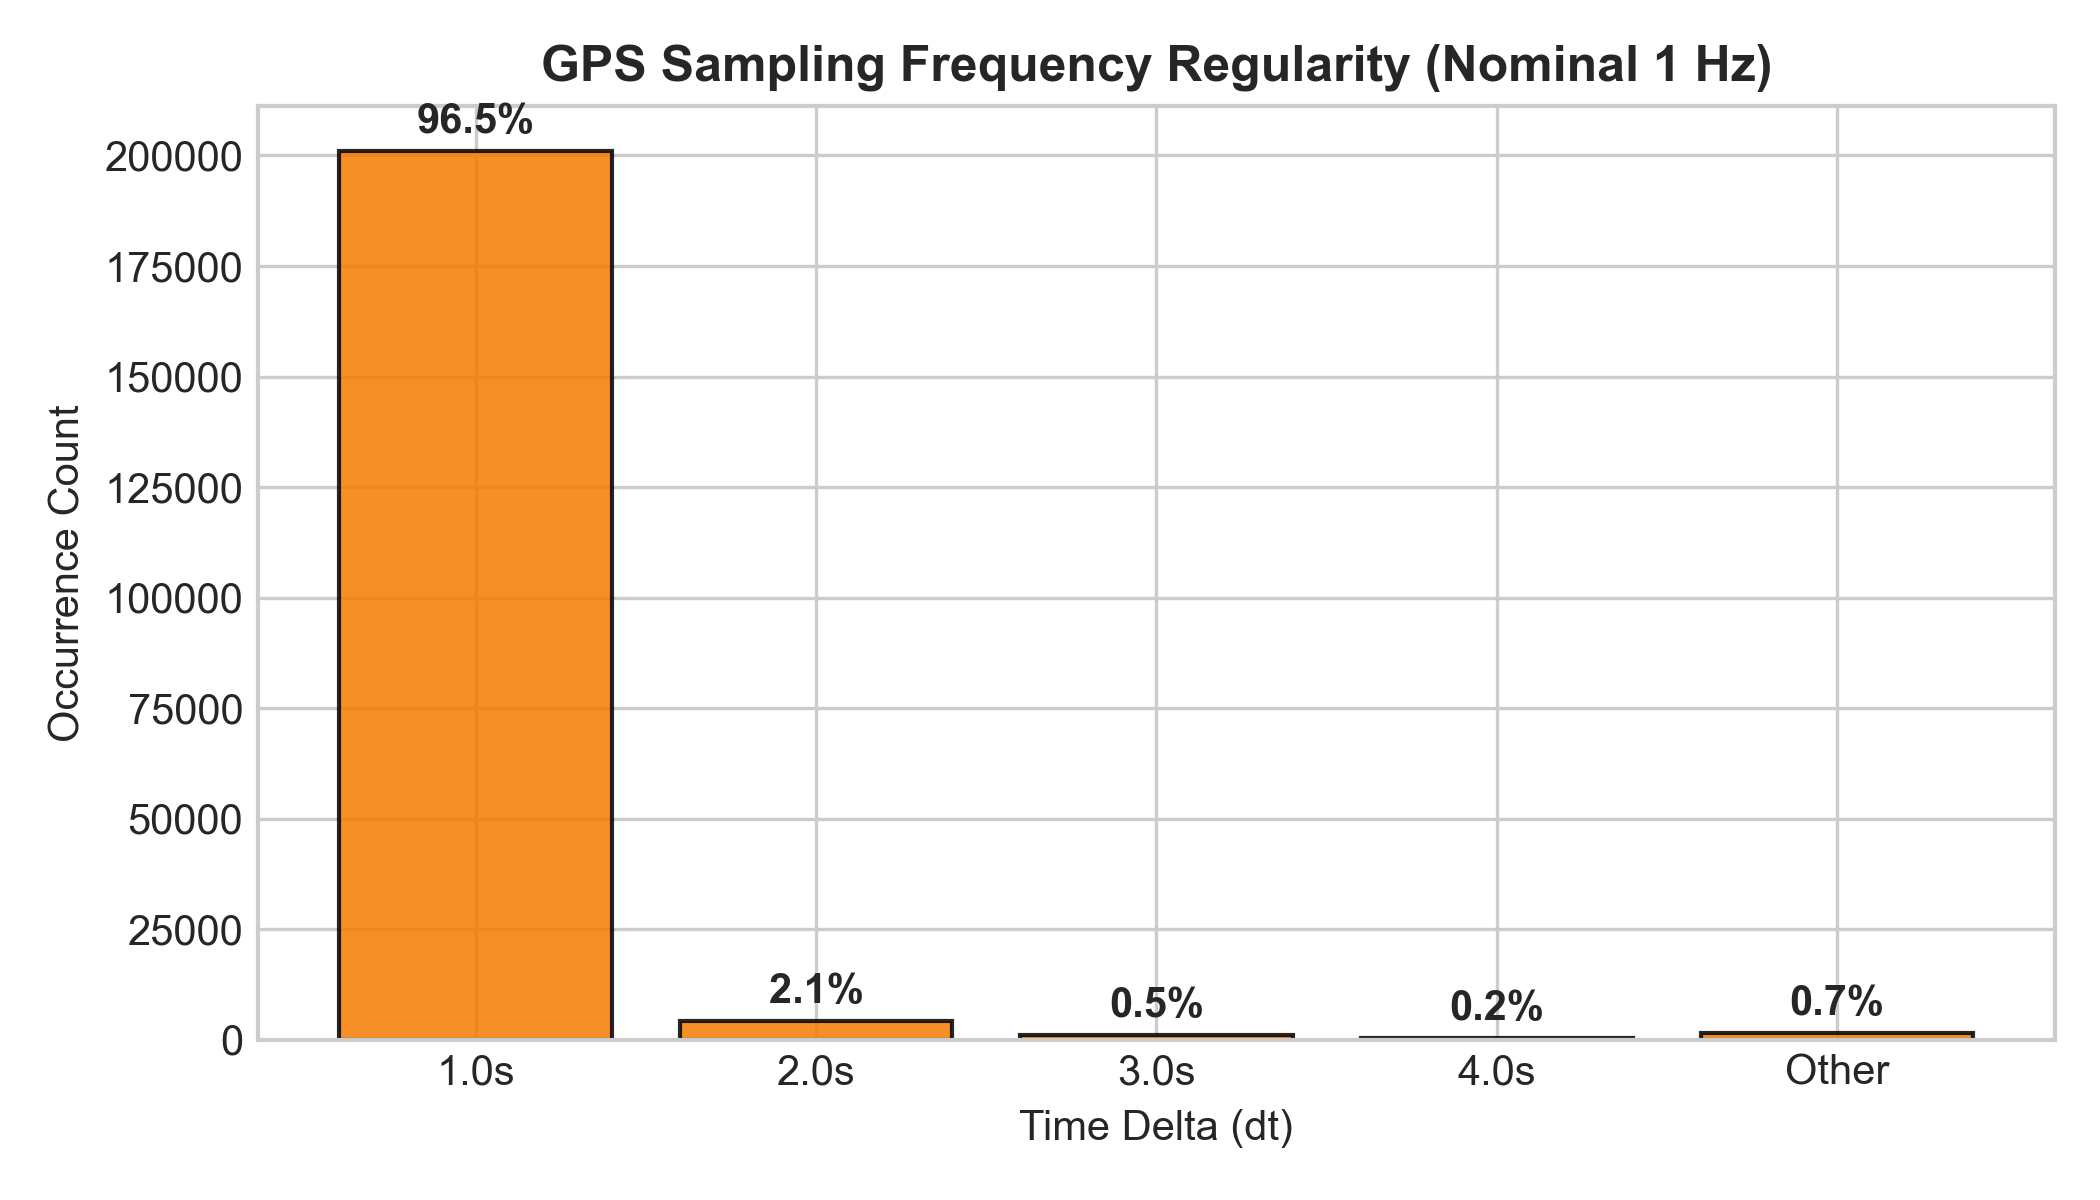 GPS Sampling Frequency Regularity (Nominal 1 Hz)
96.5%
200000
175000
150000
125000
100000
75000
50000
25000
0
Occurrence Count
2.1%
0.5%
0.2%
0.7%
1.0s
2.0s
3.0s
4.0s
Other
Time Delta (dt)